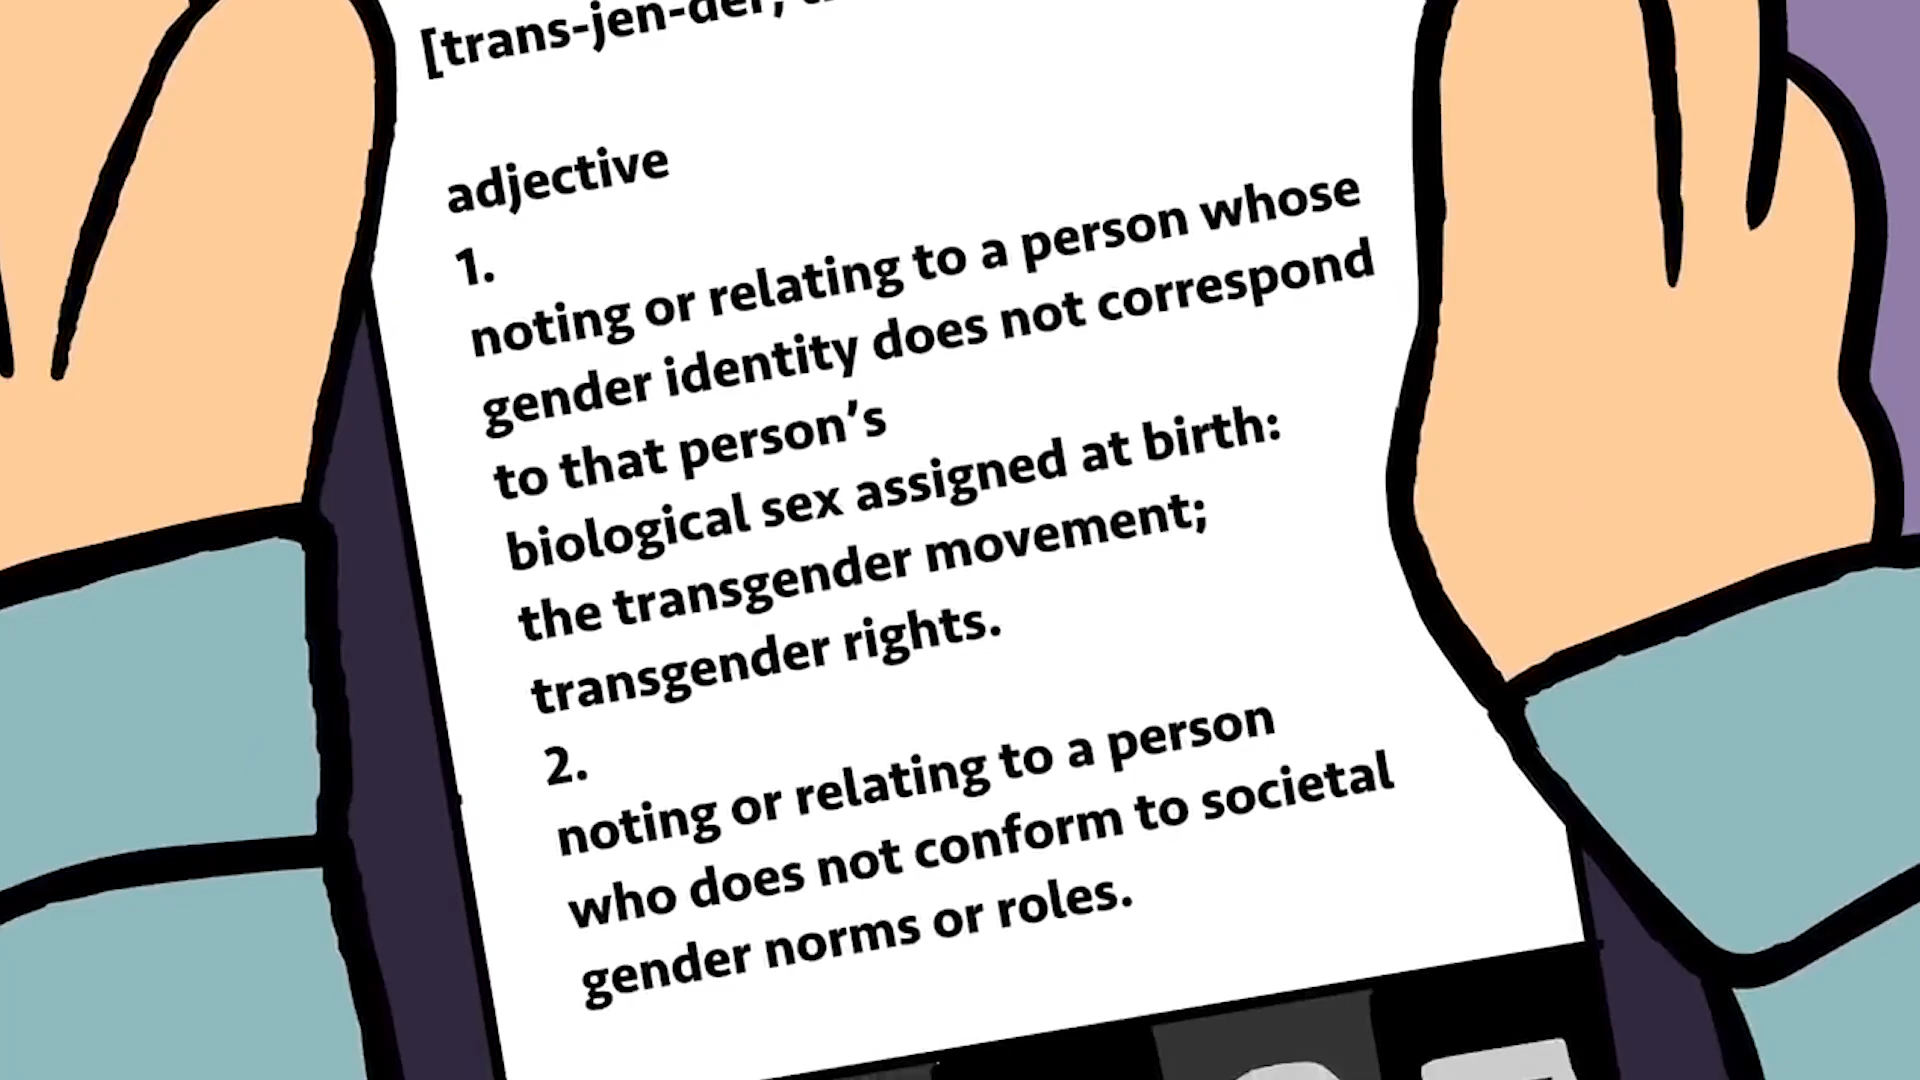 [trans-jen-der,
adjective
1.
noting or relating to a person whose
gender identity does not correspond
to that person’s
biological sex assigned at birth:
the transgender movement;
transgender rights.
2.
noting or relating to a person
who does not conform to societal
gender norms or roles.